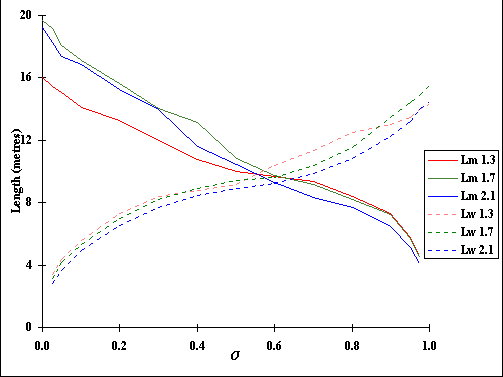 20
16
12
8
4
0
Length (metres)
0.0 0.2 0.4 0.6 0.8 1.0
σ
Lm 1.3
Lm 1.7
Lm 2.1
Lw 1.3
Lw 1.7
Lw 2.1